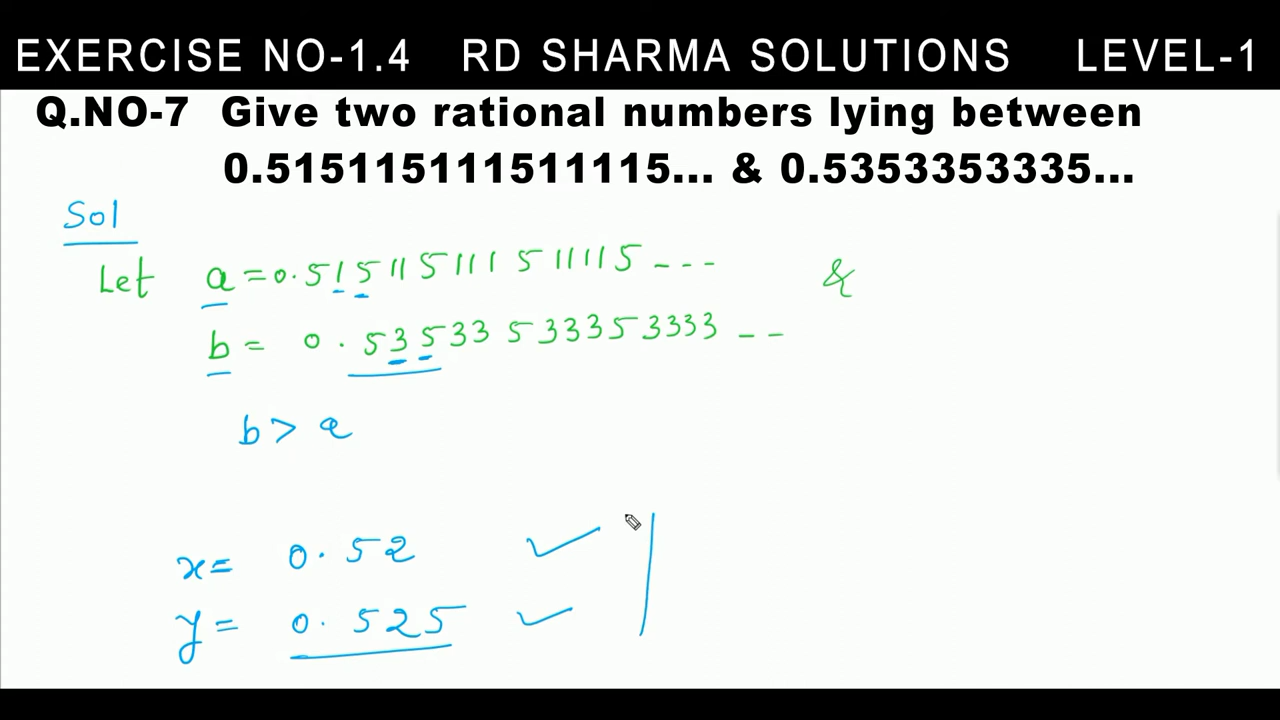 EXERCISE NO-1.4 RD SHARMA SOLUTIONS LEVEL-1
Q.NO-7 Give two rational numbers lying between
0.515115111511115... & 0.5353353335...
Sol
Let a = 0.515115111511115 --- &
b = 0.53533533353333 --
b > a
x = 0.52
y = 0.525